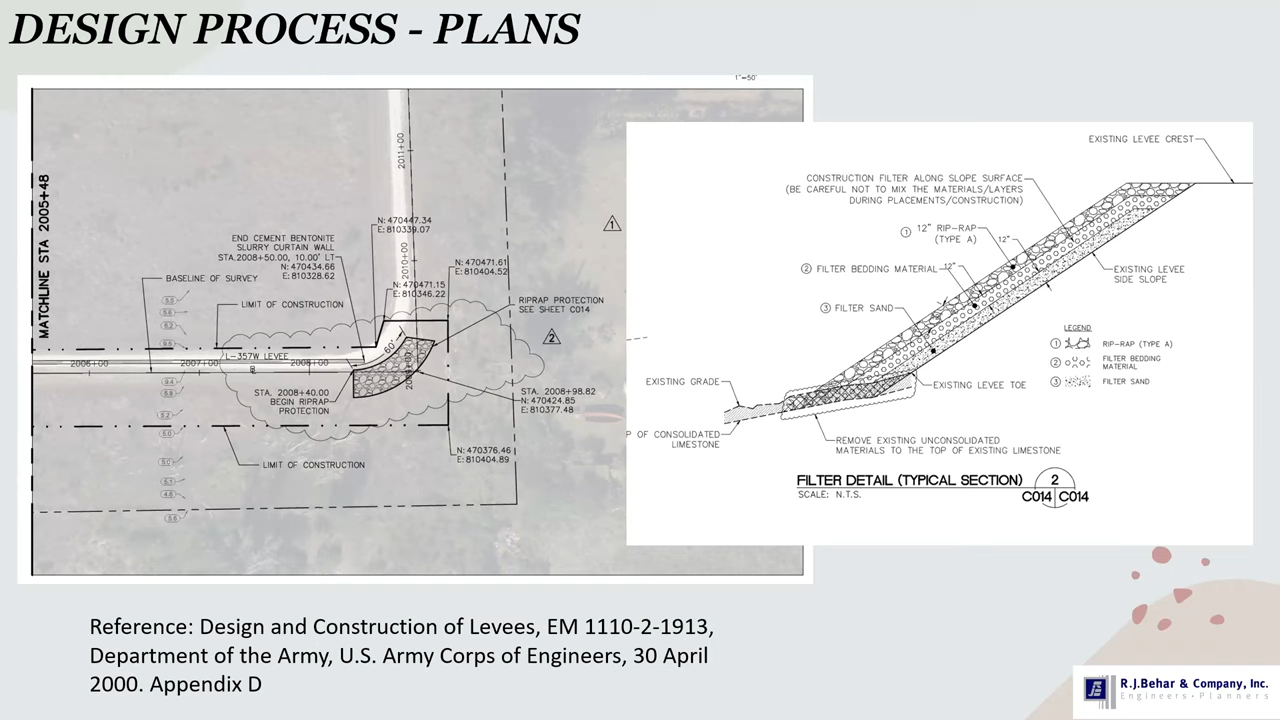 DESIGN PROCESS - PLANS
1"=50'
MATCHLINE STA 2005+48
2011+00
2010+00
N: 470447.34
E: 810339.07
END CEMENT BENTONITE
SLURRY CURTAIN WALL
STA.2008+50.00, 10.00' LT
N: 470434.66
E: 810328.62
BASELINE OF SURVEY
N: 470471.61
E: 810404.52
N: 470471.15
E: 810346.22
LIMIT OF CONSTRUCTION
RIPRAP PROTECTION
SEE SHEET C014
1
2
60'
L-357W LEVEE
2006+00
2007+00
2008+00
STA. 2008+40.00
BEGIN RIPRAP
PROTECTION
STA. 2008+98.82
N: 470424.85
E: 810377.48
N: 470376.46
E: 810404.89
LIMIT OF CONSTRUCTION
EXISTING LEVEE CREST
CONSTRUCTION FILTER ALONG SLOPE SURFACE
(BE CAREFUL NOT TO MIX THE MATERIALS/LAYERS
DURING PLACEMENTS/CONSTRUCTION)
1 12" RIP-RAP
(TYPE A)
12"
2 FILTER BEDDING MATERIAL
12"
3 FILTER SAND
EXISTING LEVEE
SIDE SLOPE
LEGEND
1 RIP-RAP (TYPE A)
2 FILTER BEDDING
MATERIAL
3 FILTER SAND
EXISTING GRADE
EXISTING LEVEE TOE
P OF CONSOLIDATED
LIMESTONE
REMOVE EXISTING UNCONSOLIDATED
MATERIALS TO THE TOP OF EXISTING LIMESTONE
FILTER DETAIL (TYPICAL SECTION)
SCALE: N.T.S.
2
C014 C014
Reference: Design and Construction of Levees, EM 1110-2-1913,
Department of the Army, U.S. Army Corps of Engineers, 30 April
2000. Appendix D
R.J.Behar & Company, Inc.
Engineers•Planners